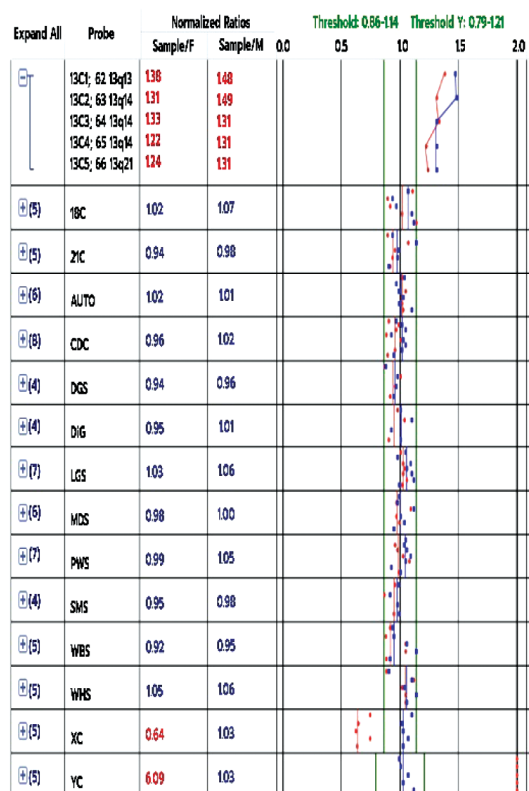 Expand All Probe Normalized Ratios Threshold: 0.86-1.14 Threshold Y: 0.79-1.21
Sample/F Sample/M 0.0 0.5 1.0 1.5 2.0
13C1; 62 13q13 1.38 1.48
13C2; 63 13q14 1.31 1.49
13C3; 64 13q14 1.33 1.31
13C4; 65 13q14 1.22 1.31
13C5; 66 13q21 1.24 1.31
(5) 18C 1.02 1.07
(5) 21C 0.94 0.98
(6) AUTO 1.02 1.01
(8) CDC 0.96 1.02
(4) DGS 0.94 0.96
(4) DiG 0.95 1.01
(7) LGS 1.03 1.06
(6) MDS 0.98 1.00
(7) PWS 0.99 1.05
(4) SMS 0.95 0.98
(5) WBS 0.92 0.95
(5) WHS 1.05 1.06
(5) XC 0.64 1.03
(5) YC 6.09 1.03